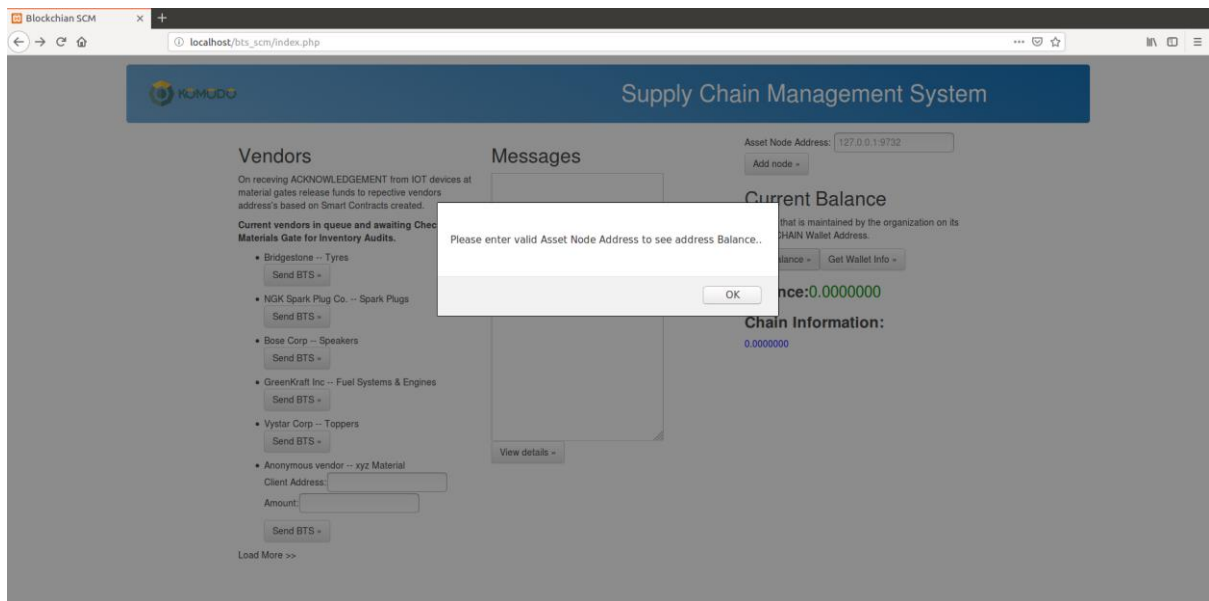 Blockchian SCM
localhost/bts_scm/index.php
KOMODO
Supply Chain Management System
Vendors
On receving ACKNOWLEDGEMENT from IOT devices at
material gates release funds to repective vendors
address's based on Smart Contracts created.
Current vendors in queue and awaiting Chec
Materials Gate for Inventory Audits.
• Bridgestone -- Tyres
Send BTS »
• NGK Spark Plug Co. -- Spark Plugs
Send BTS »
• Bose Corp -- Speakers
Send BTS »
• GreenKraft Inc -- Fuel Systems & Engines
Send BTS »
• Vystar Corp -- Toppers
Send BTS »
• Anonymous vendor -- xyz Material
Client Address:
Amount:
Send BTS »
Load More >>
Messages
View details »
Please enter valid Asset Node Address to see address Balance..
OK
Asset Node Address: 127.0.0.1:9732
Add node »
Current Balance
that is maintained by the organization on its
CHAIN Wallet Address.
alance » Get Wallet Info »
nce:0.0000000
Chain Information:
0.0000000